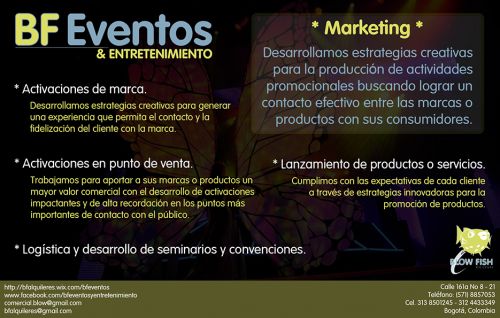 BF Eventos
& ENTRETENIMIENTO
* Marketing *
Desarrollamos estrategias creativas
para la producción de actividades
promocionales buscando lograr un
contacto efectivo entre las marcas o
productos con sus consumidores.
* Activaciones de marca.
Desarrollamos estrategias creativas para generar
una experiencia que permita el contacto y la
fidelización del cliente con la marca.
* Activaciones en punto de venta.
Trabajamos para aportar a sus marcas o productos un
mayor valor comercial con el desarrollo de activaciones
impactantes y de alta recordación en los puntos más
importantes de contacto con el público.
* Lanzamiento de productos o servicios.
Cumplimos con las expectativas de cada cliente
a través de estrategias innovadoras para la
promoción de productos.
* Logística y desarrollo de seminarios y convenciones.
BLOW FISH
http://bfalquileres.wix.com/bfeventos
www.facebook.com/bfeventosyentretenimiento
comercial.blow@gmail.com
bfalquileres@gmail.com
Calle 161a No 8 - 21
Teléfono: (571) 8857053
Cel. 313 8501245 - 312 4433349
Bogotá, Colombia